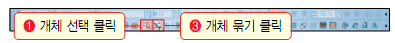 ❶ 개체 선택 클릭
❸ 개체 묶기 클릭